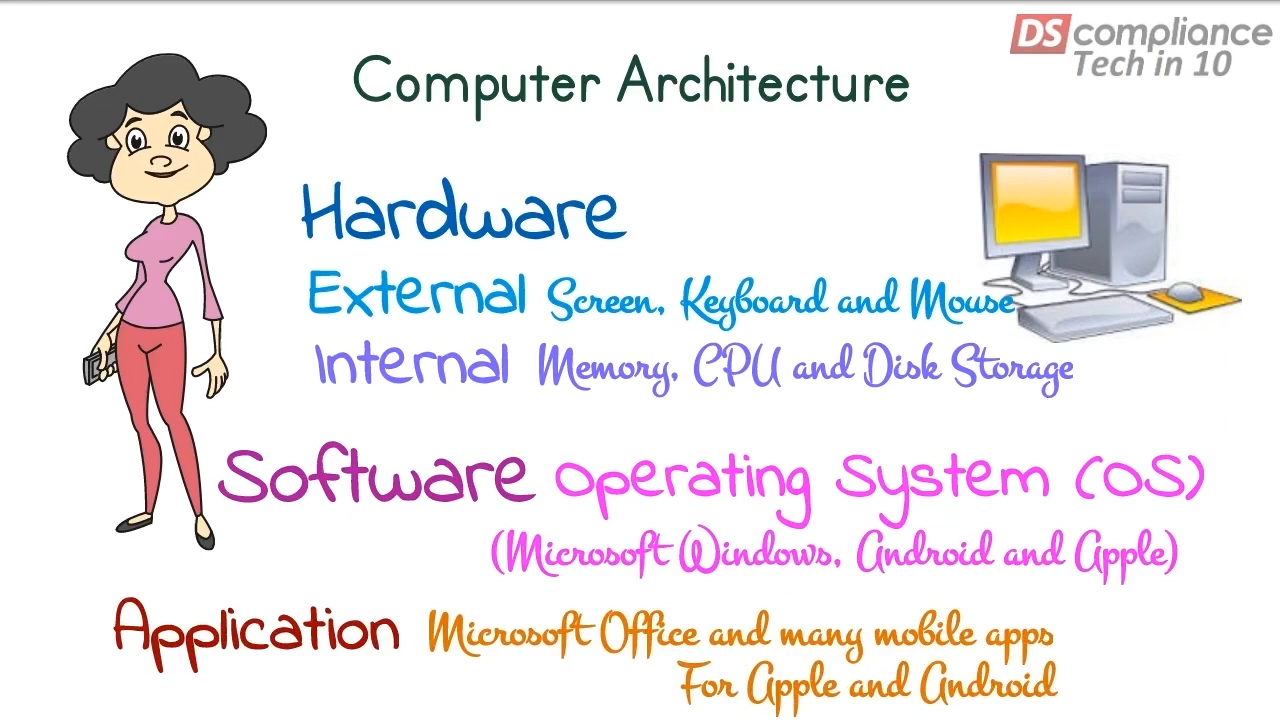 DS compliance
Tech in 10
Computer Architecture
Hardware
External Screen, Keyboard and Mouse
Internal Memory, CPU and Disk Storage
Software Operating System (OS)
(Microsoft Windows, Android and Apple)
Application Microsoft Office and many mobile apps
For Apple and Android